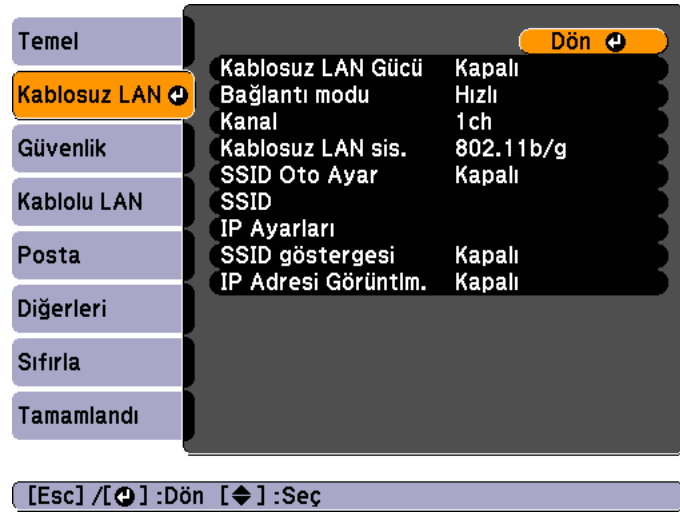 Temel
Kablosuz LAN
Güvenlik
Kablolu LAN
Posta
Diğerleri
Sıfırla
Tamamlandı
Dön
Kablosuz LAN Gücü Kapalı
Bağlantı modu Hızlı
Kanal 1ch
Kablosuz LAN sis. 802.11b/g
SSID Oto Ayar Kapalı
SSID
IP Ayarları
SSID göstergesi Kapalı
IP Adresi Görüntlm. Kapalı
[Esc] /[⏎] :Dön [◆] :Seç